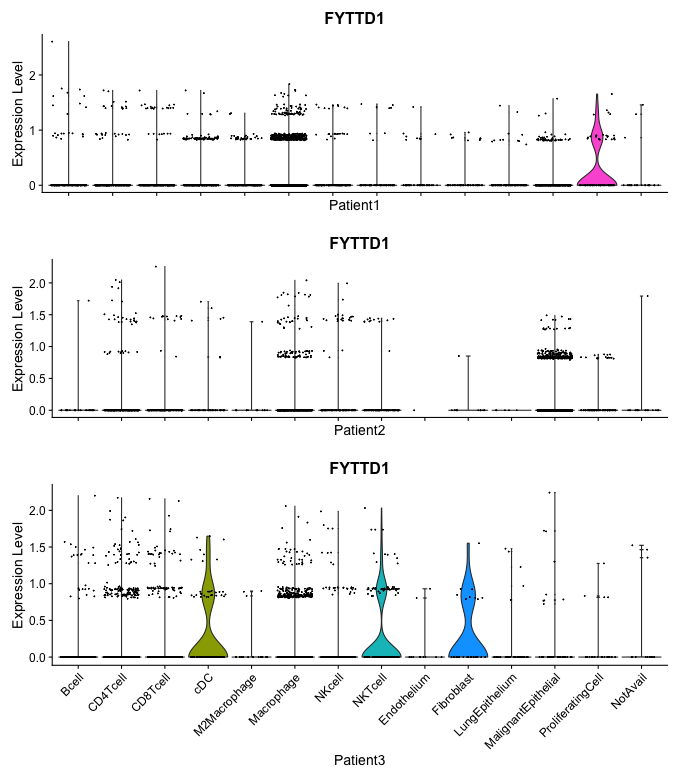 FYTTD1
Expression Level
2
1
0
Patient1
FYTTD1
Expression Level
2.0
1.5
1.0
0.5
0.0
Patient2
FYTTD1
Expression Level
2.0
1.5
1.0
0.5
0.0
Bcell
CD4Tcell
CD8Tcell
cDC
M2Macrophage
Macrophage
NKcell
NKTcell
Endothelium
Fibroblast
LungEpithelium
MalignantEpithelial
ProliferatingCell
NotAvail
Patient3